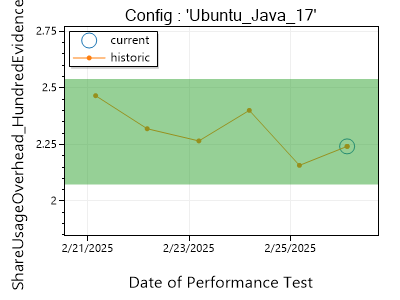 Config : 'Ubuntu_Java_17'
ShareUsageOverhead_HundredEvidence
current
historic
2.75
2.5
2.25
2
2/21/2025
2/23/2025
2/25/2025
Date of Performance Test